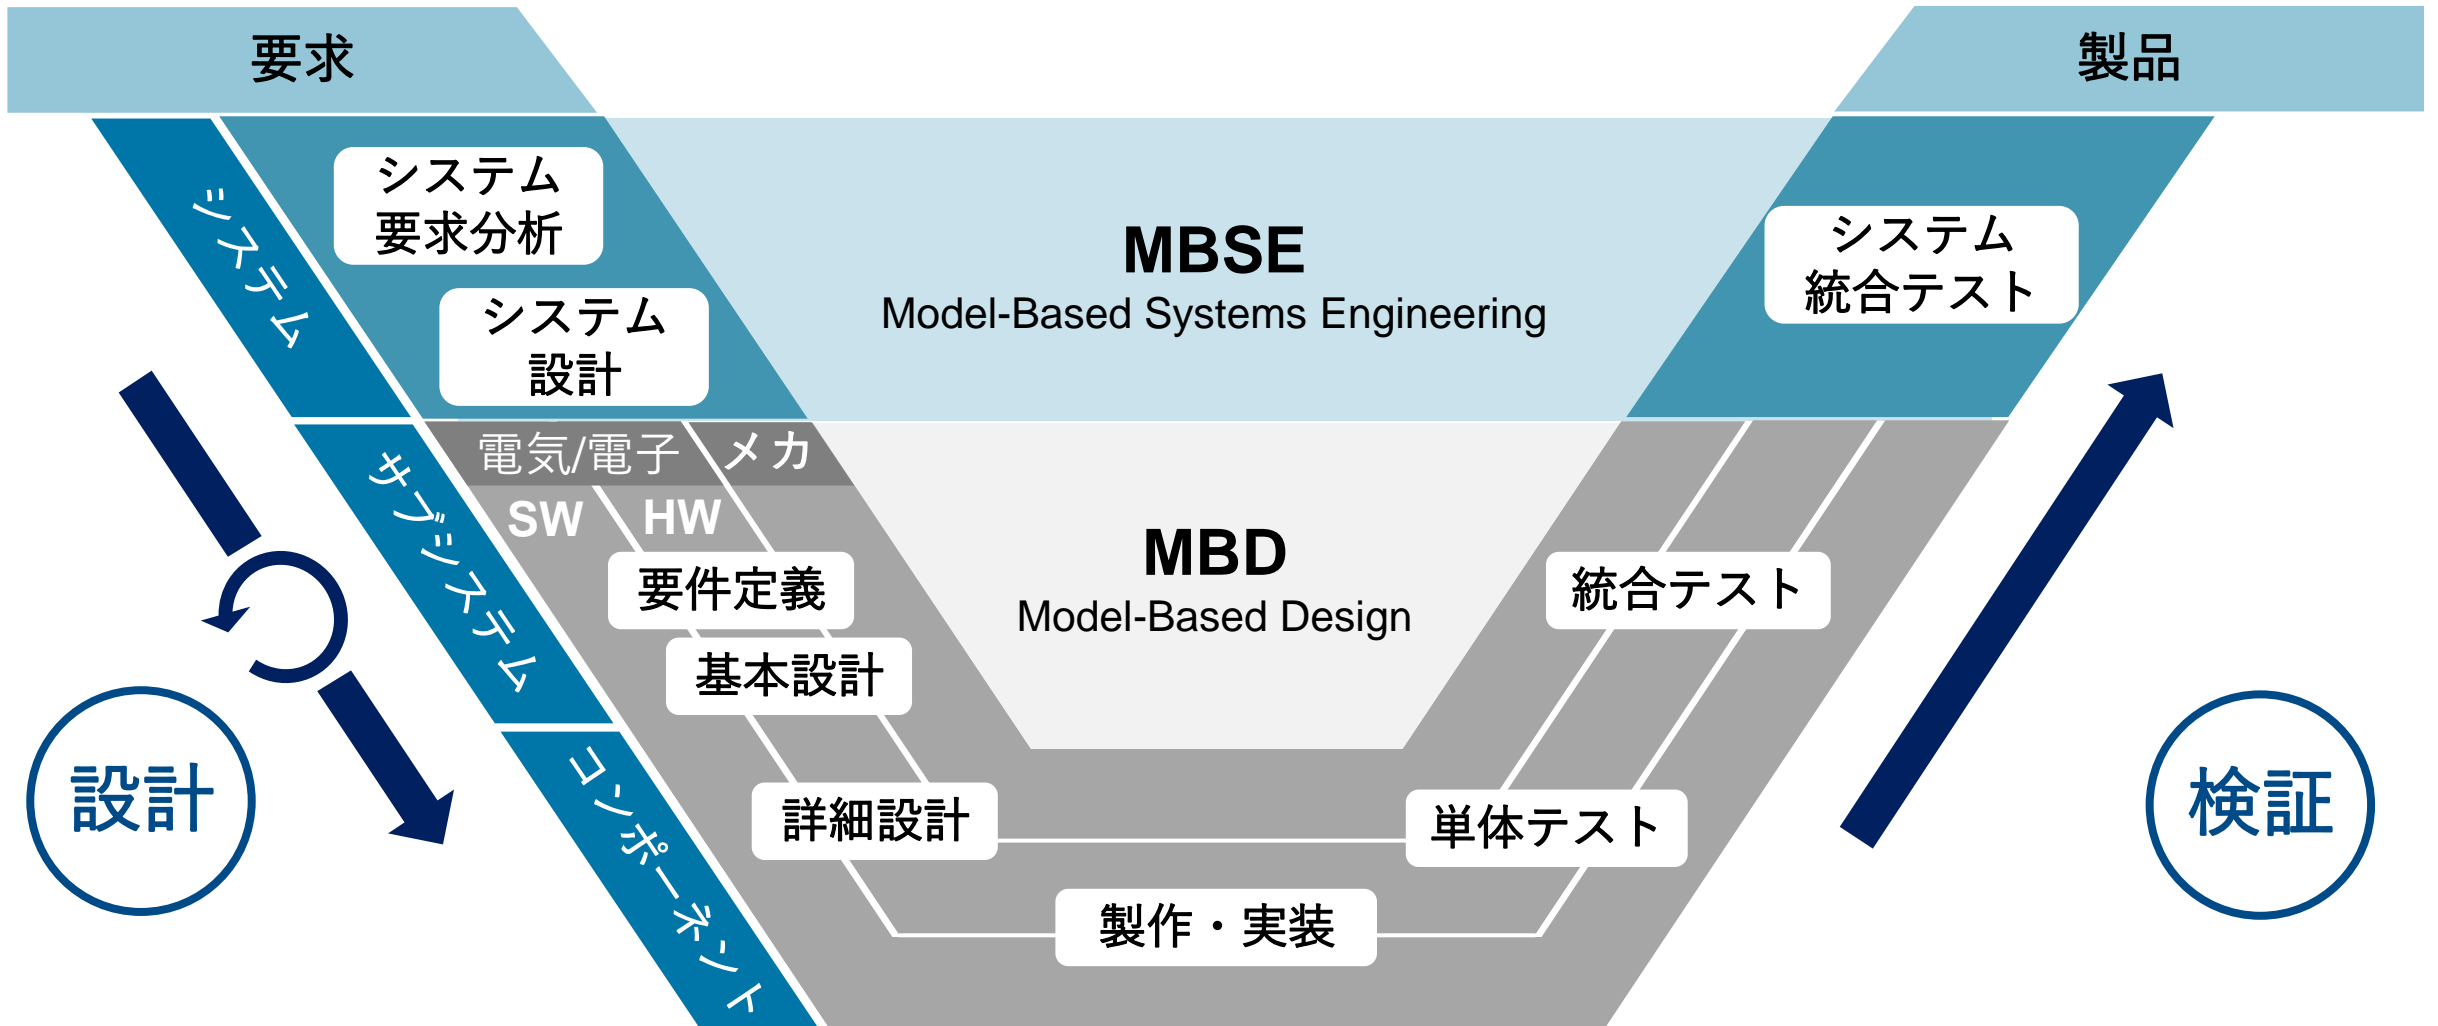 要求
製品
システム
システム
要求分析
システム
設計
MBSE
Model-Based Systems Engineering
システム
統合テスト
サブシステム
電気/電子
メカ
SW
HW
MBD
Model-Based Design
要件定義
基本設計
統合テスト
コンポーネント
詳細設計
単体テスト
製作・実装
設計
検証